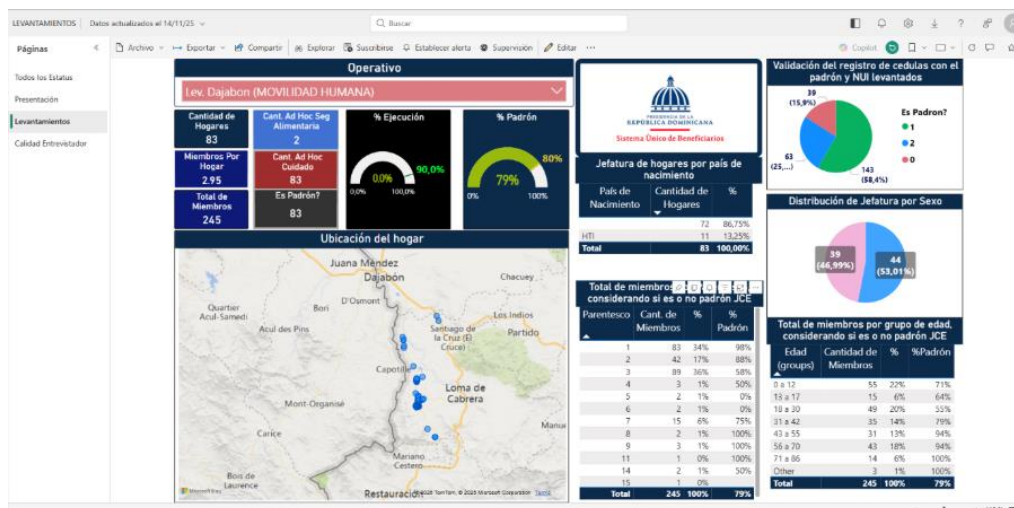 LEVANTAMIENTOS | Datos actualizados el 14/11/25
Buscar
Páginas
Archivo Exportar Compartir Explorar Suscribirse Establecer alerta Supervisión Editar ...
Copilot
Todos los Estatus
Presentación
Levantamientos
Calidad Entrevistador
Operativo
Lev. Dajabon (MOVILIDAD HUMANA)
Cantidad de Hogares
83
Cant. Ad Hoc Seg Alimentaria
2
Miembros Por Hogar
2.95
Cant. Ad Hoc Cuidado
83
Total de Miembros
245
Es Padrón?
83
% Ejecución
90,0%
0.0%
0,0% 100,0%
% Padrón
80%
79%
0% 100%
Ubicación del hogar
Juana Méndez
Dajabón
Chacuey
Quartier Acul-Samedi
Bori
D'Osmont
Los Indios
Acul des Pins
Santiago de la Cruz (El Cruce)
Partido
Capotille
Loma de Cabrera
Mont-Organisé
Carice
Mariano Cestero
Bois de Laurence
Restauración
© 2025 TomTom, © 2025 Microsoft Corporation Terms
PRESIDENCIA DE LA
REPÚBLICA DOMINICANA
Sistema Único de Beneficiarios
Jefatura de hogares por país de nacimiento
País de Nacimiento Cantidad de Hogares %
72 86,75%
HTI 11 13,25%
Total 83 100,00%
Total de miembros
considerando si es o no padrón JCE
Parentesco Cant. de Miembros % % Padrón
1 83 34% 98%
2 42 17% 88%
3 89 36% 58%
4 3 1% 50%
5 2 1% 0%
6 2 1% 0%
7 15 6% 75%
8 2 1% 100%
9 3 1% 100%
11 1 0% 100%
14 2 1% 50%
15 1 0%
Total 245 100% 79%
Validación del registro de cedulas con el padrón y NUI levantados
39
(15,9%)
63
(25,...)
143
(58,4%)
Es Padron?
1
2
0
Distribución de Jefatura por Sexo
39
(46,99%)
44
(53,01%)
Total de miembros por grupo de edad, considerando si es o no padrón JCE
Edad (groups) Cantidad de Miembros % %Padrón
0 a 12 55 22% 71%
13 a 17 15 6% 64%
18 a 30 49 20% 55%
31 a 42 35 14% 79%
43 a 55 31 13% 94%
56 a 70 43 18% 94%
71 a 86 14 6% 100%
Other 3 1% 100%
Total 245 100% 79%